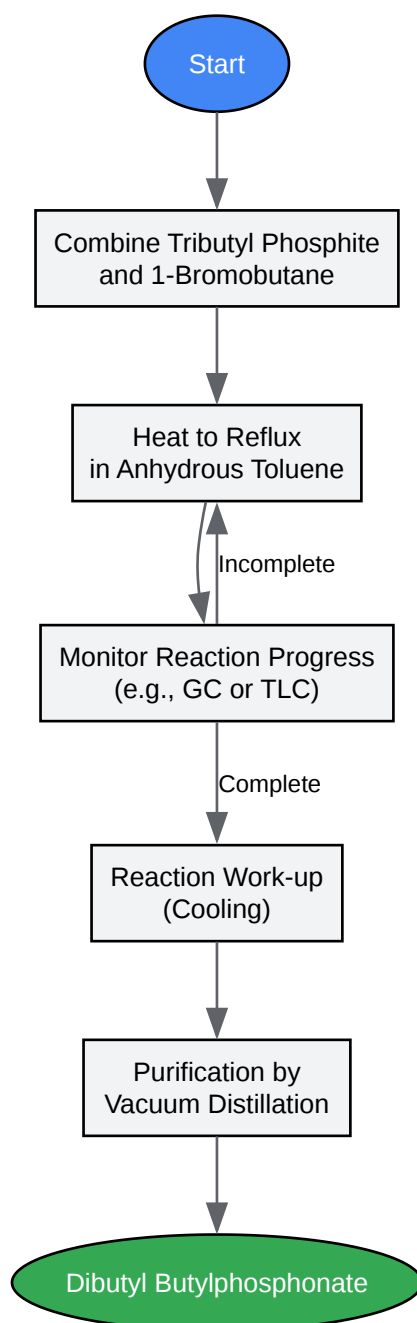 Start
Combine Tributyl Phosphite
and 1-Bromobutane
Heat to Reflux
in Anhydrous Toluene
Incomplete
Monitor Reaction Progress
(e.g., GC or TLC)
Complete
Reaction Work-up
(Cooling)
Purification by
Vacuum Distillation
Dibutyl Butylphosphonate